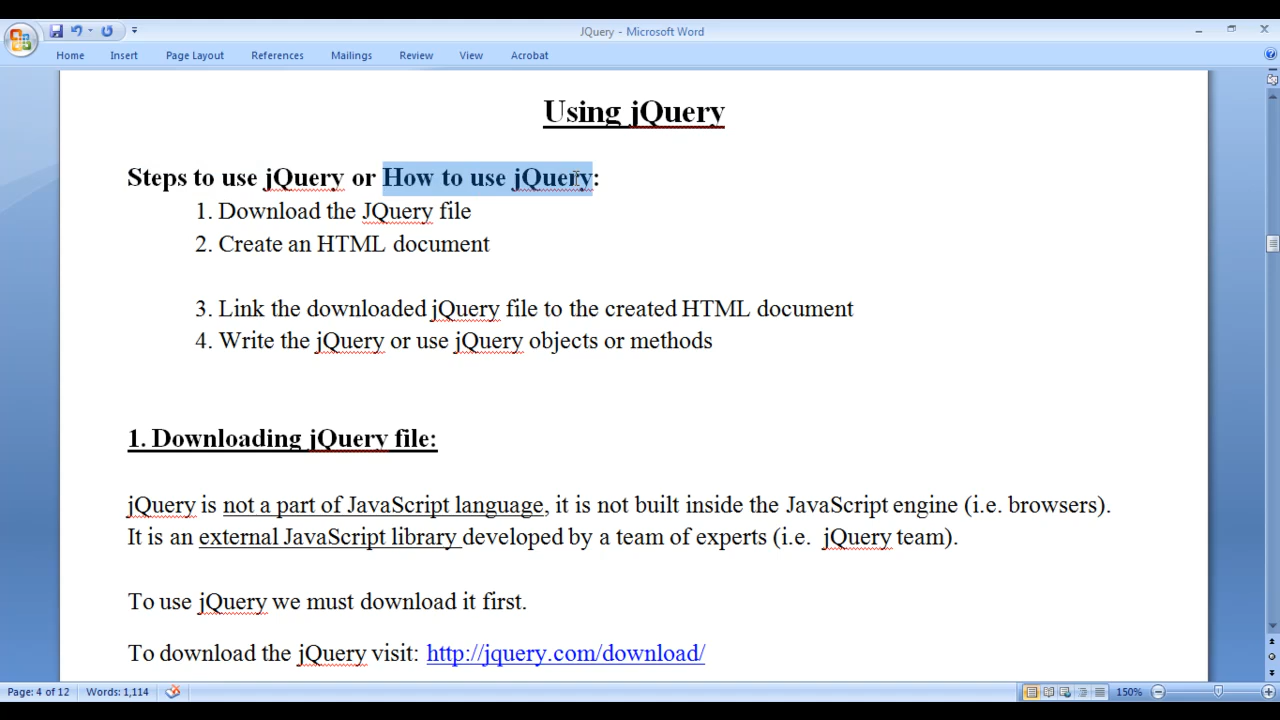 JQuery - Microsoft Word
Home Insert Page Layout References Mailings Review View Acrobat
Using jQuery
Steps to use jQuery or How to use jQuery:
1. Download the JQuery file
2. Create an HTML document
3. Link the downloaded jQuery file to the created HTML document
4. Write the jQuery or use jQuery objects or methods
1. Downloading jQuery file:
jQuery is not a part of JavaScript language, it is not built inside the JavaScript engine (i.e. browsers).
It is an external JavaScript library developed by a team of experts (i.e. jQuery team).
To use jQuery we must download it first.
To download the jQuery visit: http://jquery.com/download/
Page: 4 of 12 Words: 1,114 150%